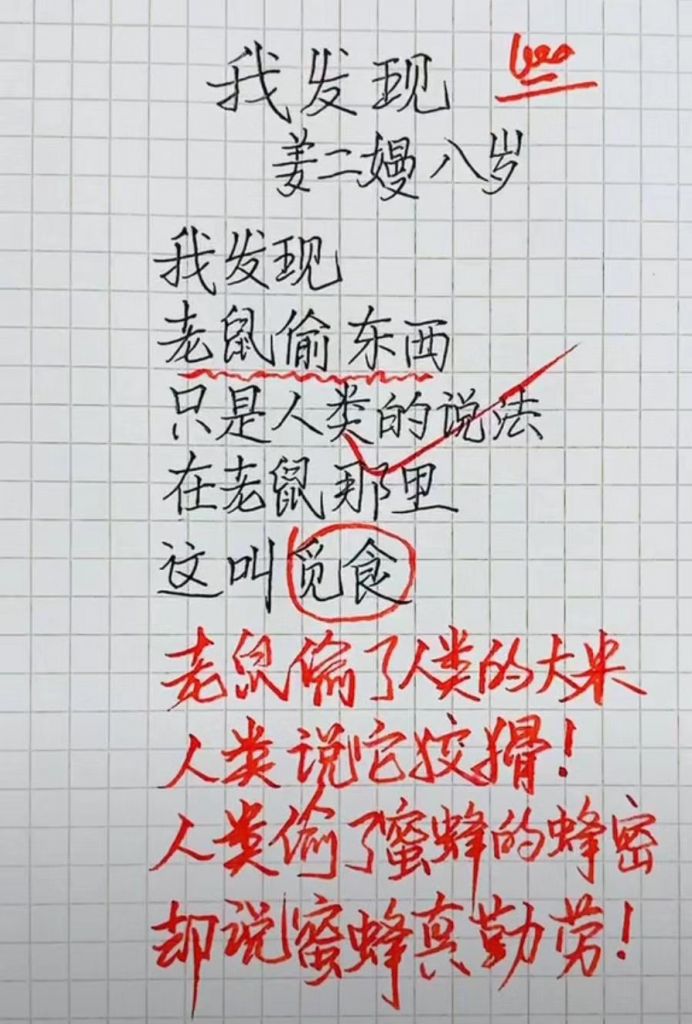 我发现
100
姜二嫚 八岁
我发现
老鼠偷东西
只是人类的说法
在老鼠那里
这叫觅食
老鼠偷了人类的大米
人类说它狡猾！
人类偷了蜜蜂的蜂密
却说蜜蜂真勤劳！